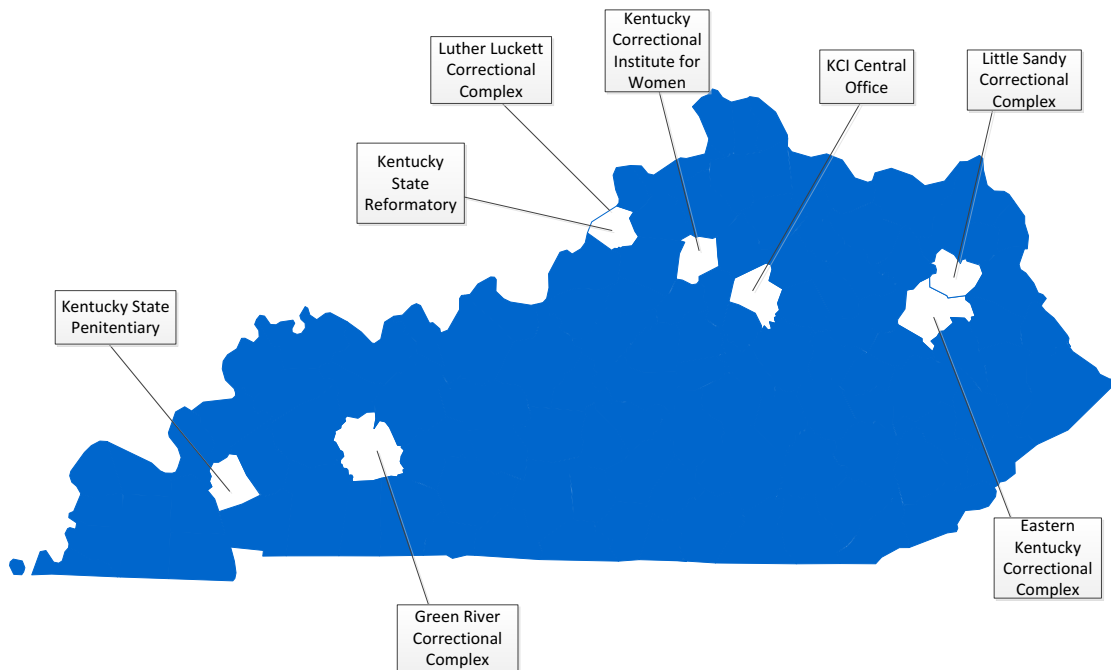 Kentucky
Correctional
Institute for
Women
Luther Luckett
Correctional
Complex
KCI Central
Office
Little Sandy
Correctional
Complex
Kentucky
State
Reformatory
Kentucky State
Penitentiary
Eastern
Kentucky
Correctional
Complex
Green River
Correctional
Complex